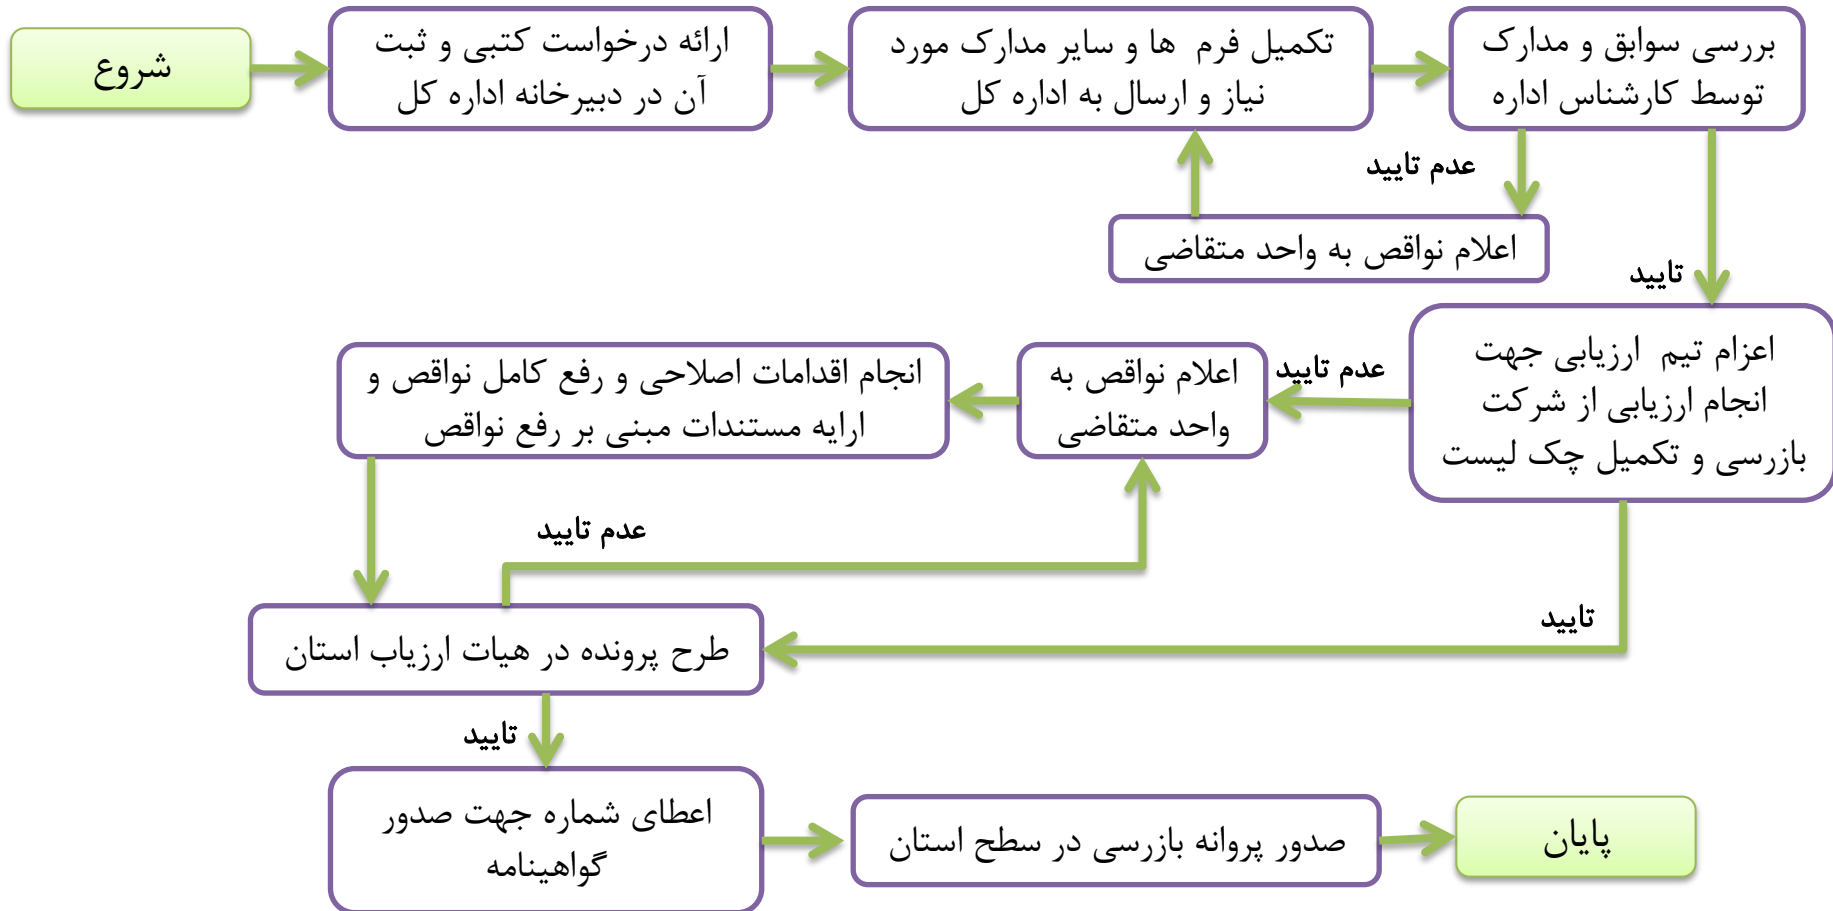 شروع
ارائه درخواست کتبی و ثبت
آن در دبیرخانه اداره کل
تکمیل فرم ها و سایر مدارک مورد
نیاز و ارسال به اداره کل
بررسی سوابق و مدارک
توسط کارشناس اداره
عدم تایید
اعلام نواقص به واحد متقاضی
تایید
اعزام تیم ارزیابی جهت
انجام ارزیابی از شرکت
بازرسی و تکمیل چک لیست
عدم تایید
اعلام نواقص به
واحد متقاضی
انجام اقدامات اصلاحی و رفع کامل نواقص و
ارایه مستندات مبنی بر رفع نواقص
عدم تایید
تایید
طرح پرونده در هیات ارزیاب استان
تایید
اعطای شماره جهت صدور
گواهینامه
صدور پروانه بازرسی در سطح استان
پایان